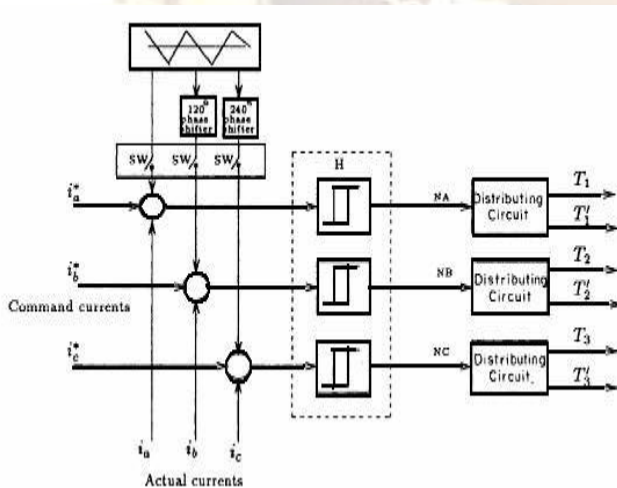 120°
phase
shifter
240°
phase
shifter
SW SW SW
H
i*a
NA
Distributing
Circuit
T1
T'1
i*b
Command currents
NB
Distributing
Circuit
T2
T'2
i*c
NC
Distributing
Circuit.
T3
T'3
ia ib ic
Actual currents